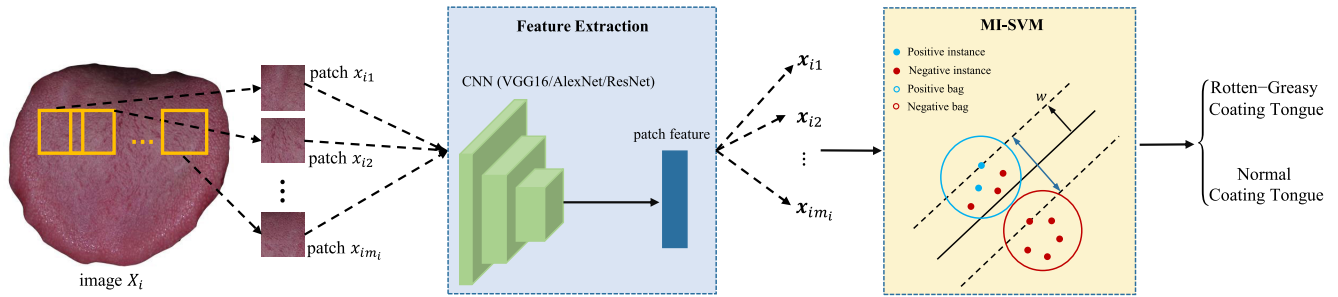 image X_i
patch x_{i1}
patch x_{i2}
⋮
patch x_{im_i}
...
Feature Extraction
CNN (VGG16/AlexNet/ResNet)
patch feature
x_{i1}
x_{i2}
⋮
x_{im_i}
MI-SVM
Positive instance
Negative instance
Positive bag
Negative bag
w
Rotten−Greasy
Coating Tongue
Normal
Coating Tongue